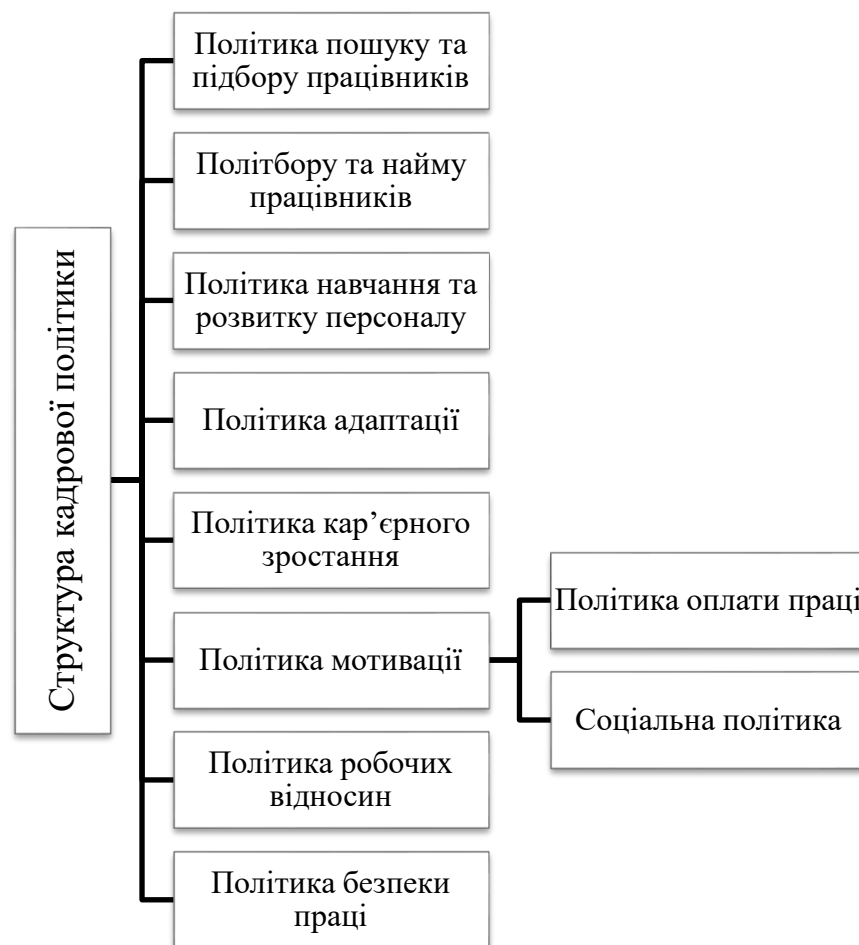 Структура кадрової політики
Політика пошуку та
підбору працівників
Політбору та найму
працівників
Політика навчання та
розвитку персоналу
Політика адаптації
Політика кар’єрного
зростання
Політика мотивації
Політика оплати праці
Соціальна політика
Політика робочих
відносин
Політика безпеки
праці